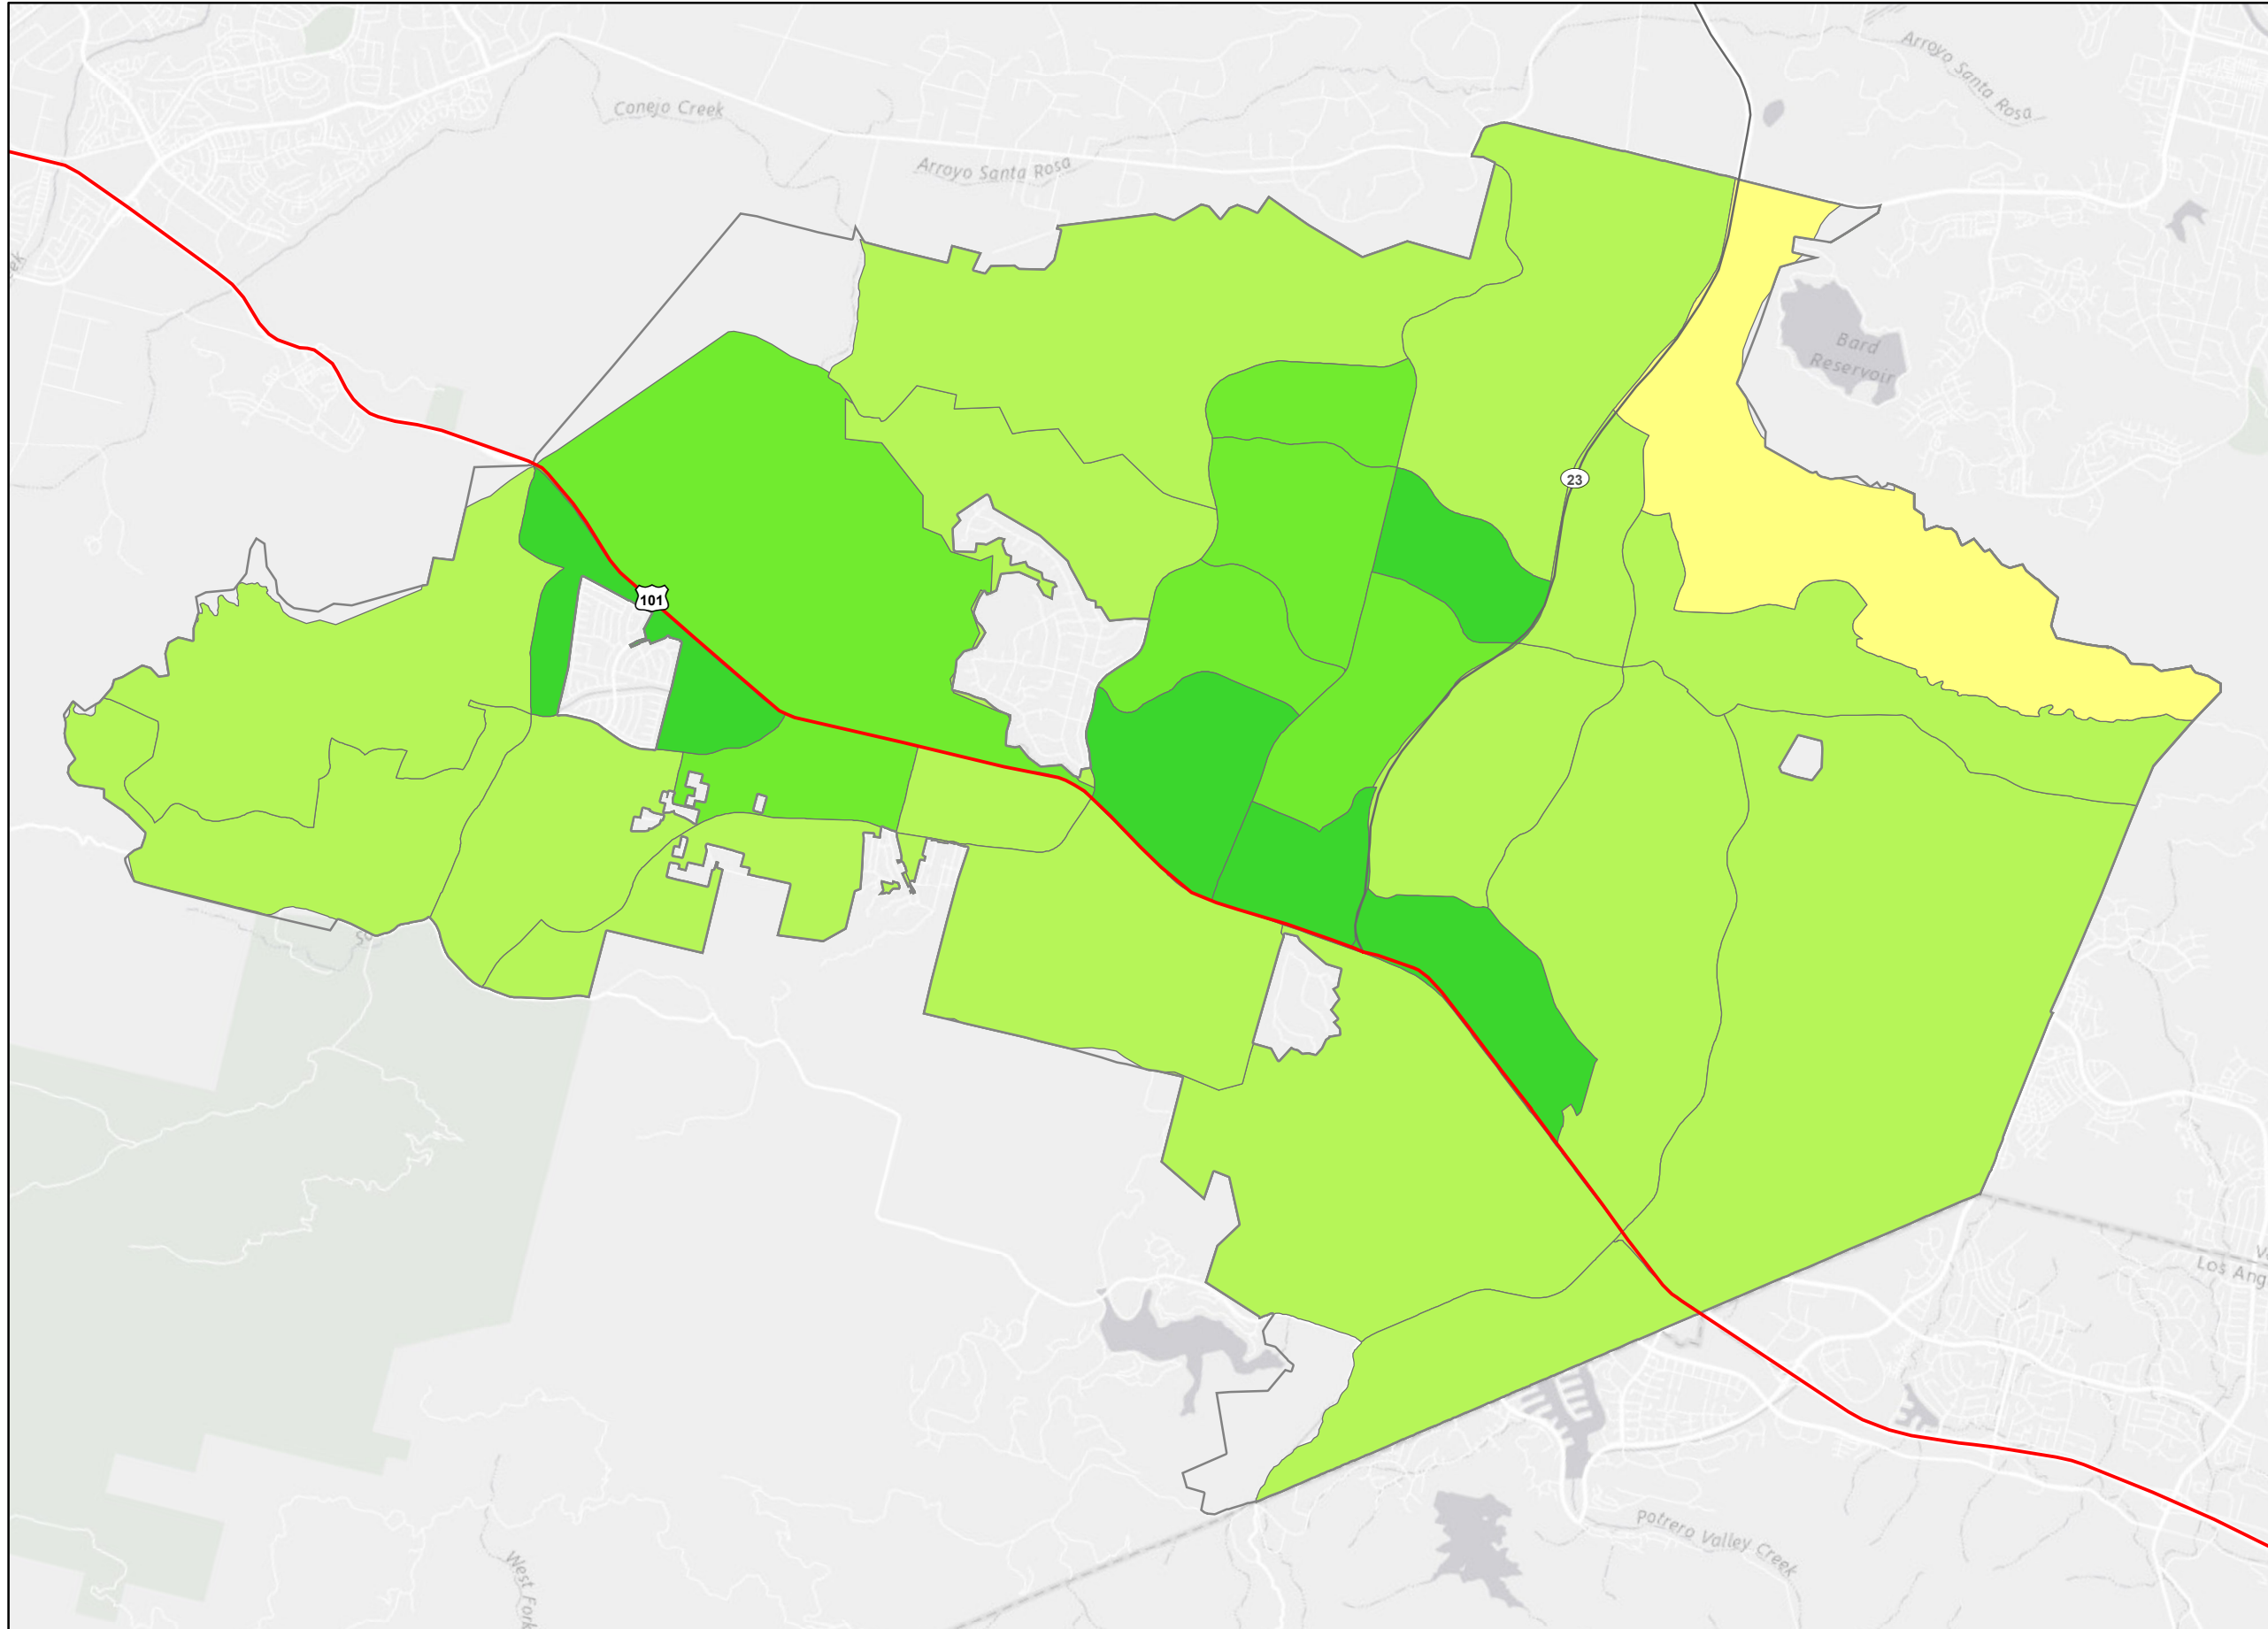 Arroyo Santa Rosa
Conejo Creek
Arroyo Santa Rosa
ek
Bard
Reservoir
23
101
Los Ang
Potrero Valley Creek
West Fork